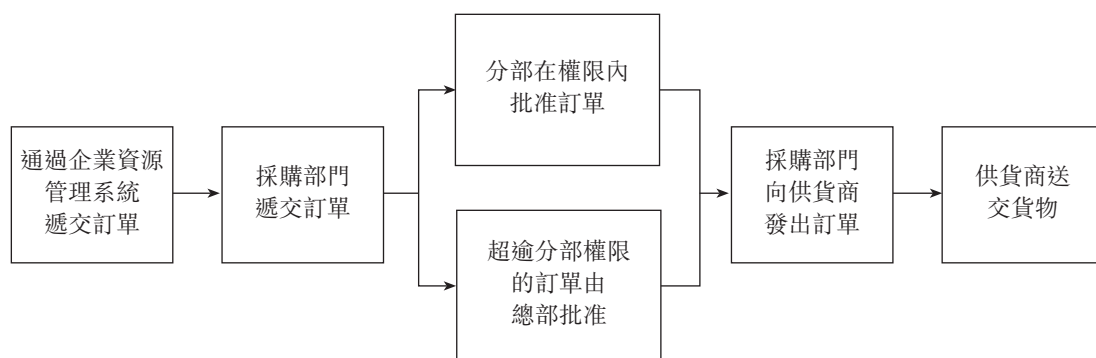 通過企業資源
管理系統
遞交訂單
採購部門
遞交訂單
分部在權限內
批准訂單
超逾分部權限
的訂單由
總部批准
採購部門
向供貨商
發出訂單
供貨商送
交貨物